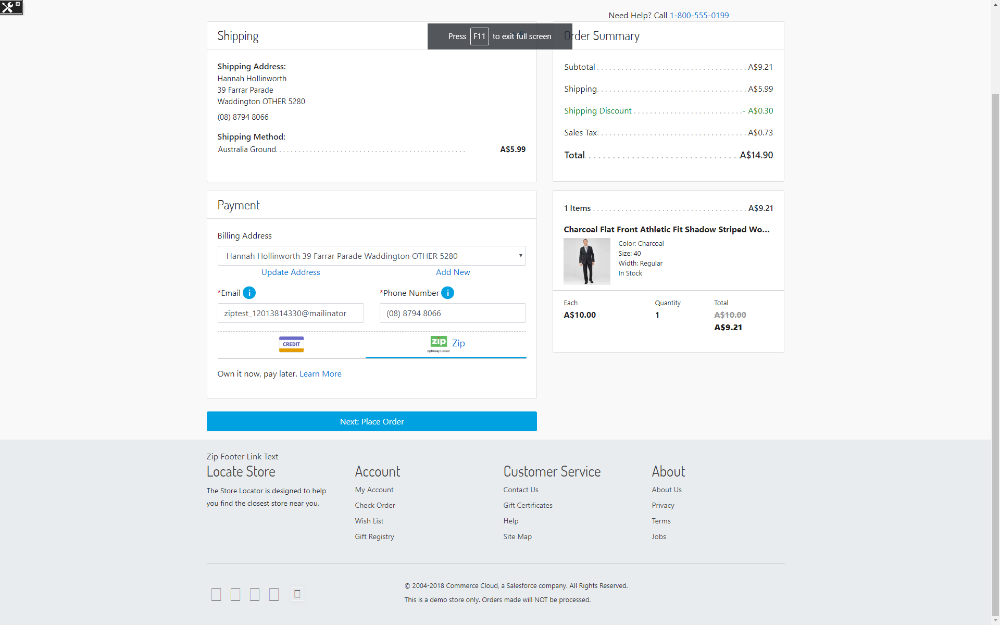 Need Help? Call 1-800-555-0199
Press F11 to exit full screen
Shipping
Shipping Address:
Hannah Hollinworth
39 Farrar Parade
Waddington OTHER 5280
(08) 8794 8066
Shipping Method:
Australia Ground A$5.99
Payment
Billing Address
Hannah Hollinworth 39 Farrar Parade Waddington OTHER 5280
Update Address Add New
*Email i *Phone Number i
ziptest_12013814330@mailinator (08) 8794 8066
CREDIT zip zipMoney Limited Zip
Own it now, pay later. Learn More
Next: Place Order
Order Summary
Subtotal A$9.21
Shipping A$5.99
Shipping Discount - A$0.30
Sales Tax A$0.73
Total A$14.90
1 Items A$9.21
Charcoal Flat Front Athletic Fit Shadow Striped Wo...
Color: Charcoal
Size: 40
Width: Regular
In Stock
Each Quantity Total
A$10.00 1 A$10.00
A$9.21
Zip Footer Link Text
Locate Store
The Store Locator is designed to help
you find the closest store near you.
Account
My Account
Check Order
Wish List
Gift Registry
Customer Service
Contact Us
Gift Certificates
Help
Site Map
About
About Us
Privacy
Terms
Jobs
© 2004-2018 Commerce Cloud, a Salesforce company. All Rights Reserved.
This is a demo store only. Orders made will NOT be processed.